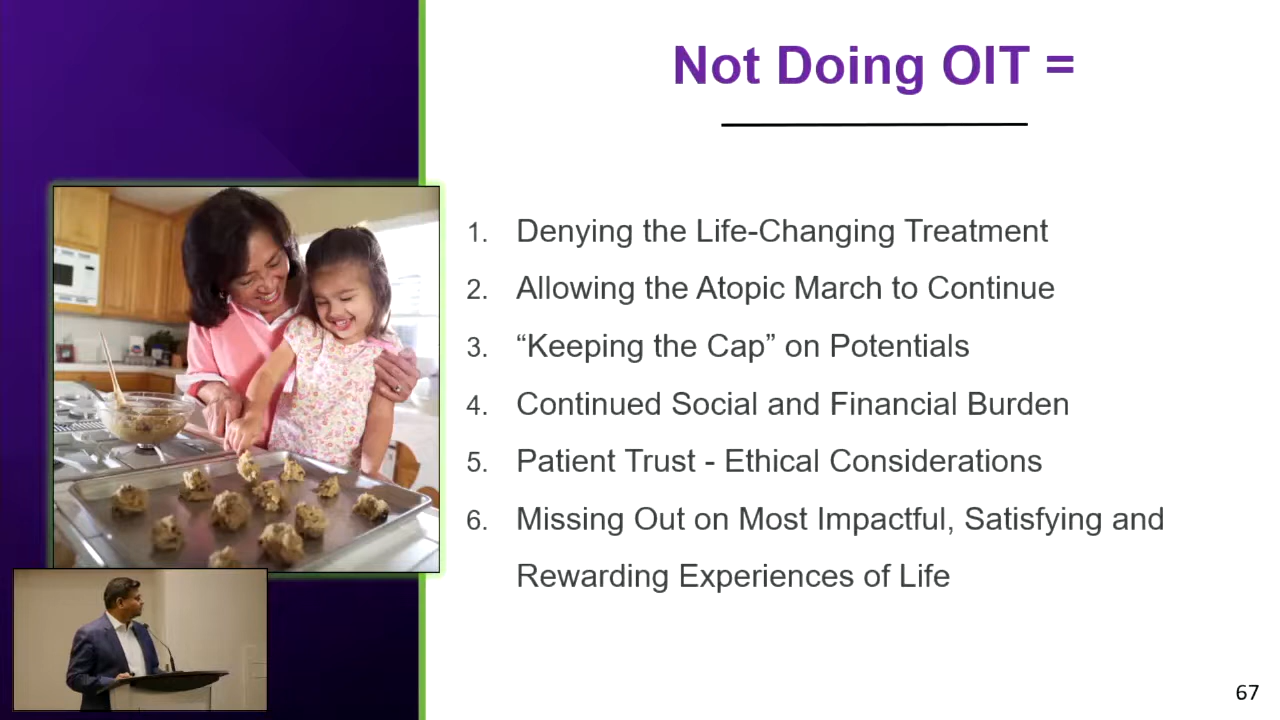 Not Doing OIT =
1. Denying the Life-Changing Treatment
2. Allowing the Atopic March to Continue
3. “Keeping the Cap” on Potentials
4. Continued Social and Financial Burden
5. Patient Trust - Ethical Considerations
6. Missing Out on Most Impactful, Satisfying and
Rewarding Experiences of Life
67